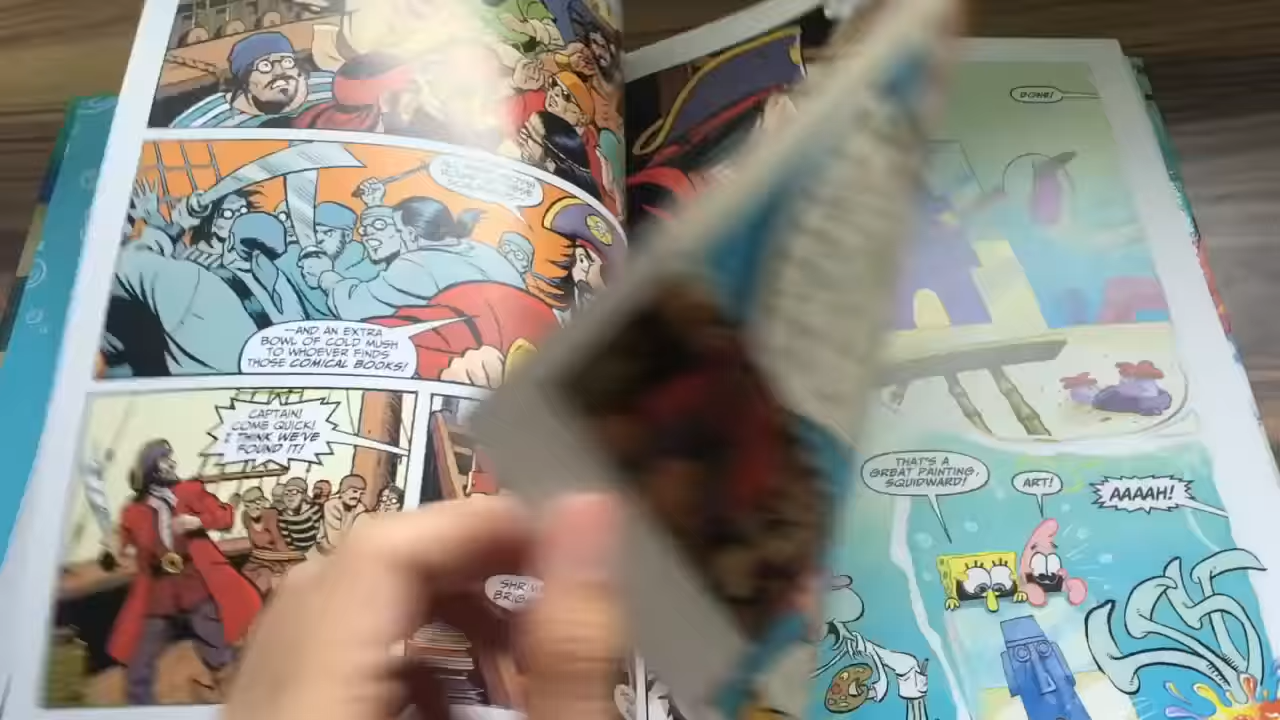 —AND AN EXTRA
BOWL OF COLD MUSH
TO WHOEVER FINDS
THOSE COMICAL BOOKS!
CAPTAIN!
COME QUICK!
I THINK WE'VE
FOUND IT!
DONE!
THAT'S A
GREAT PAINTING,
SQUIDWARD!
ART!
AAAAH!